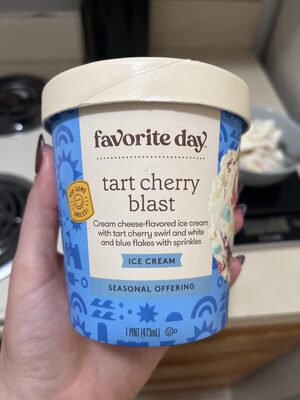 favorite day™
tart cherry
blast
Cream cheese-flavored ice cream
with tart cherry swirl and white
and blue flakes with sprinkles
ICE CREAM
SEASONAL OFFERING
1 PINT (473mL) U D